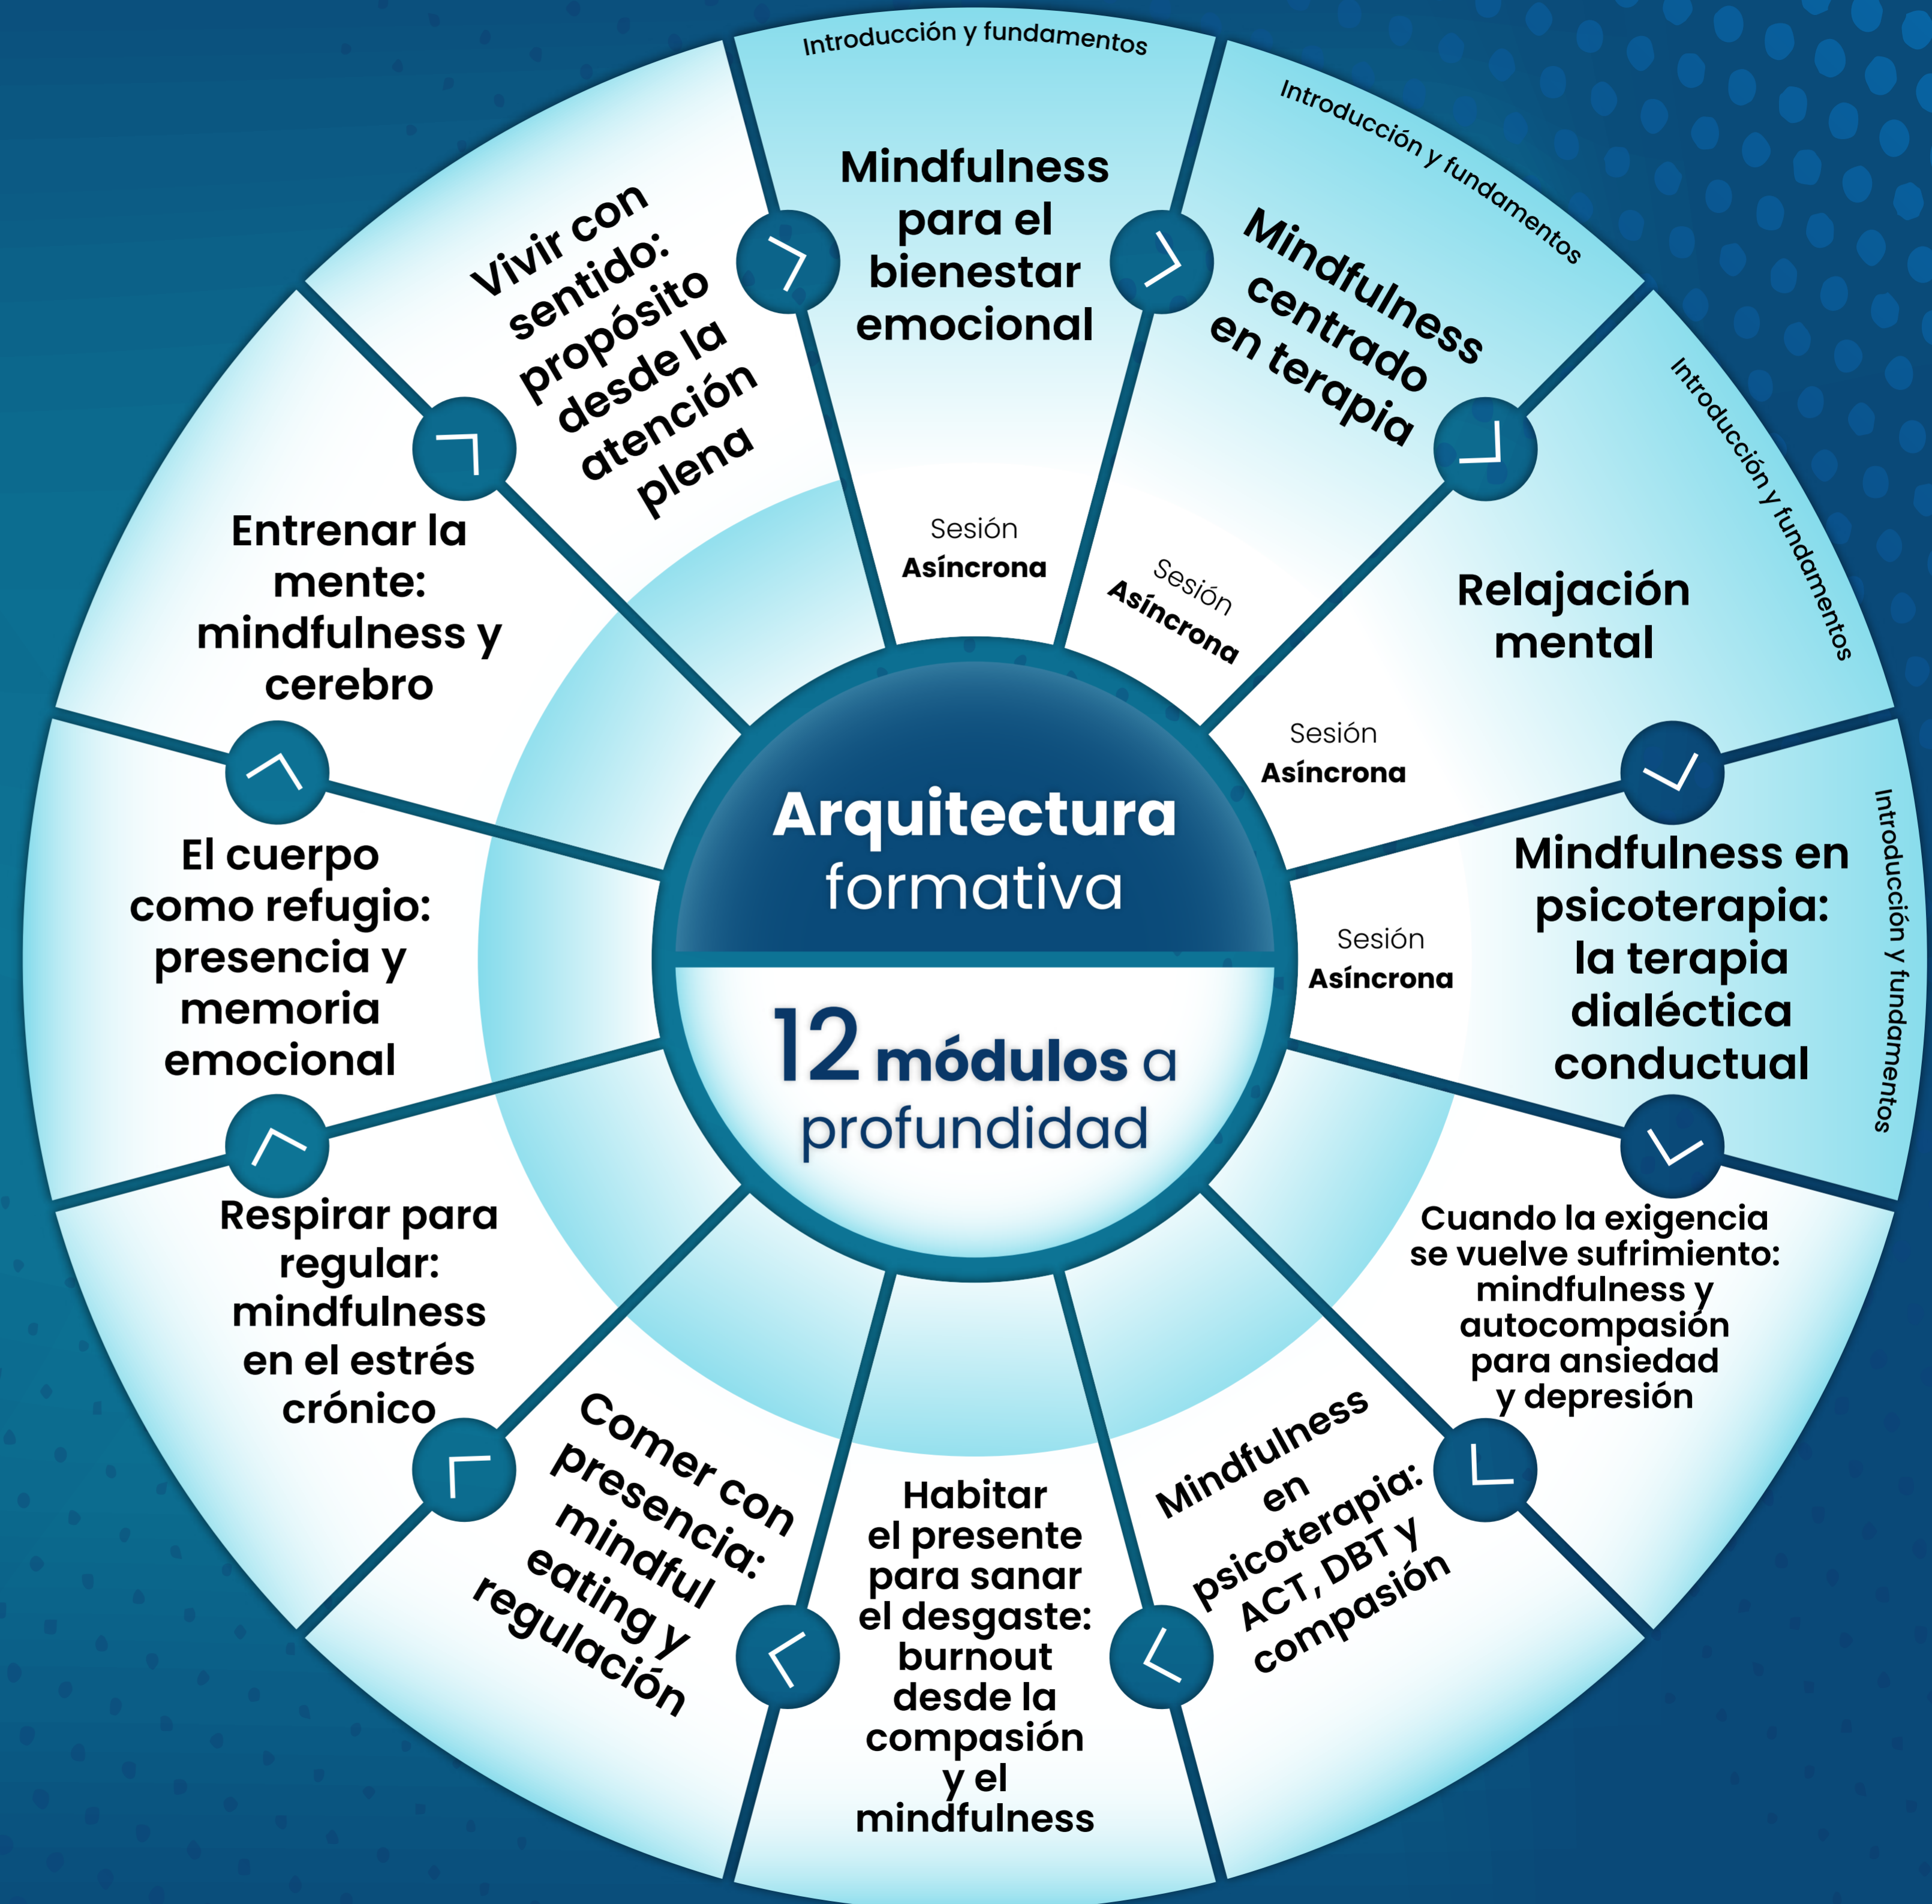 Arquitectura
formativa
12 módulos a
profundidad
Introducción y fundamentos
Mindfulness
para el
bienestar
emocional
Sesión
Asíncrona
Introducción y fundamentos
Mindfulness
centrado
en terapia
Sesión
Asíncrona
Introducción y fundamentos
Relajación
mental
Sesión
Asíncrona
Introducción y fundamentos
Mindfulness en
psicoterapia:
la terapia
dialéctica
conductual
Sesión
Asíncrona
Cuando la exigencia
se vuelve sufrimiento:
mindfulness y
autocompasión
para ansiedad
y depresión
Mindfulness
en
psicoterapia:
ACT, DBT y
compasión
Habitar
el presente
para sanar
el desgaste:
burnout
desde la
compasión
y el
mindfulness
Comer con
presencia:
mindful
eating y
regulación
Respirar para
regular:
mindfulness
en el estrés
crónico
El cuerpo
como refugio:
presencia y
memoria
emocional
Entrenar la
mente:
mindfulness y
cerebro
Vivir con
sentido:
propósito
desde la
atención
plena